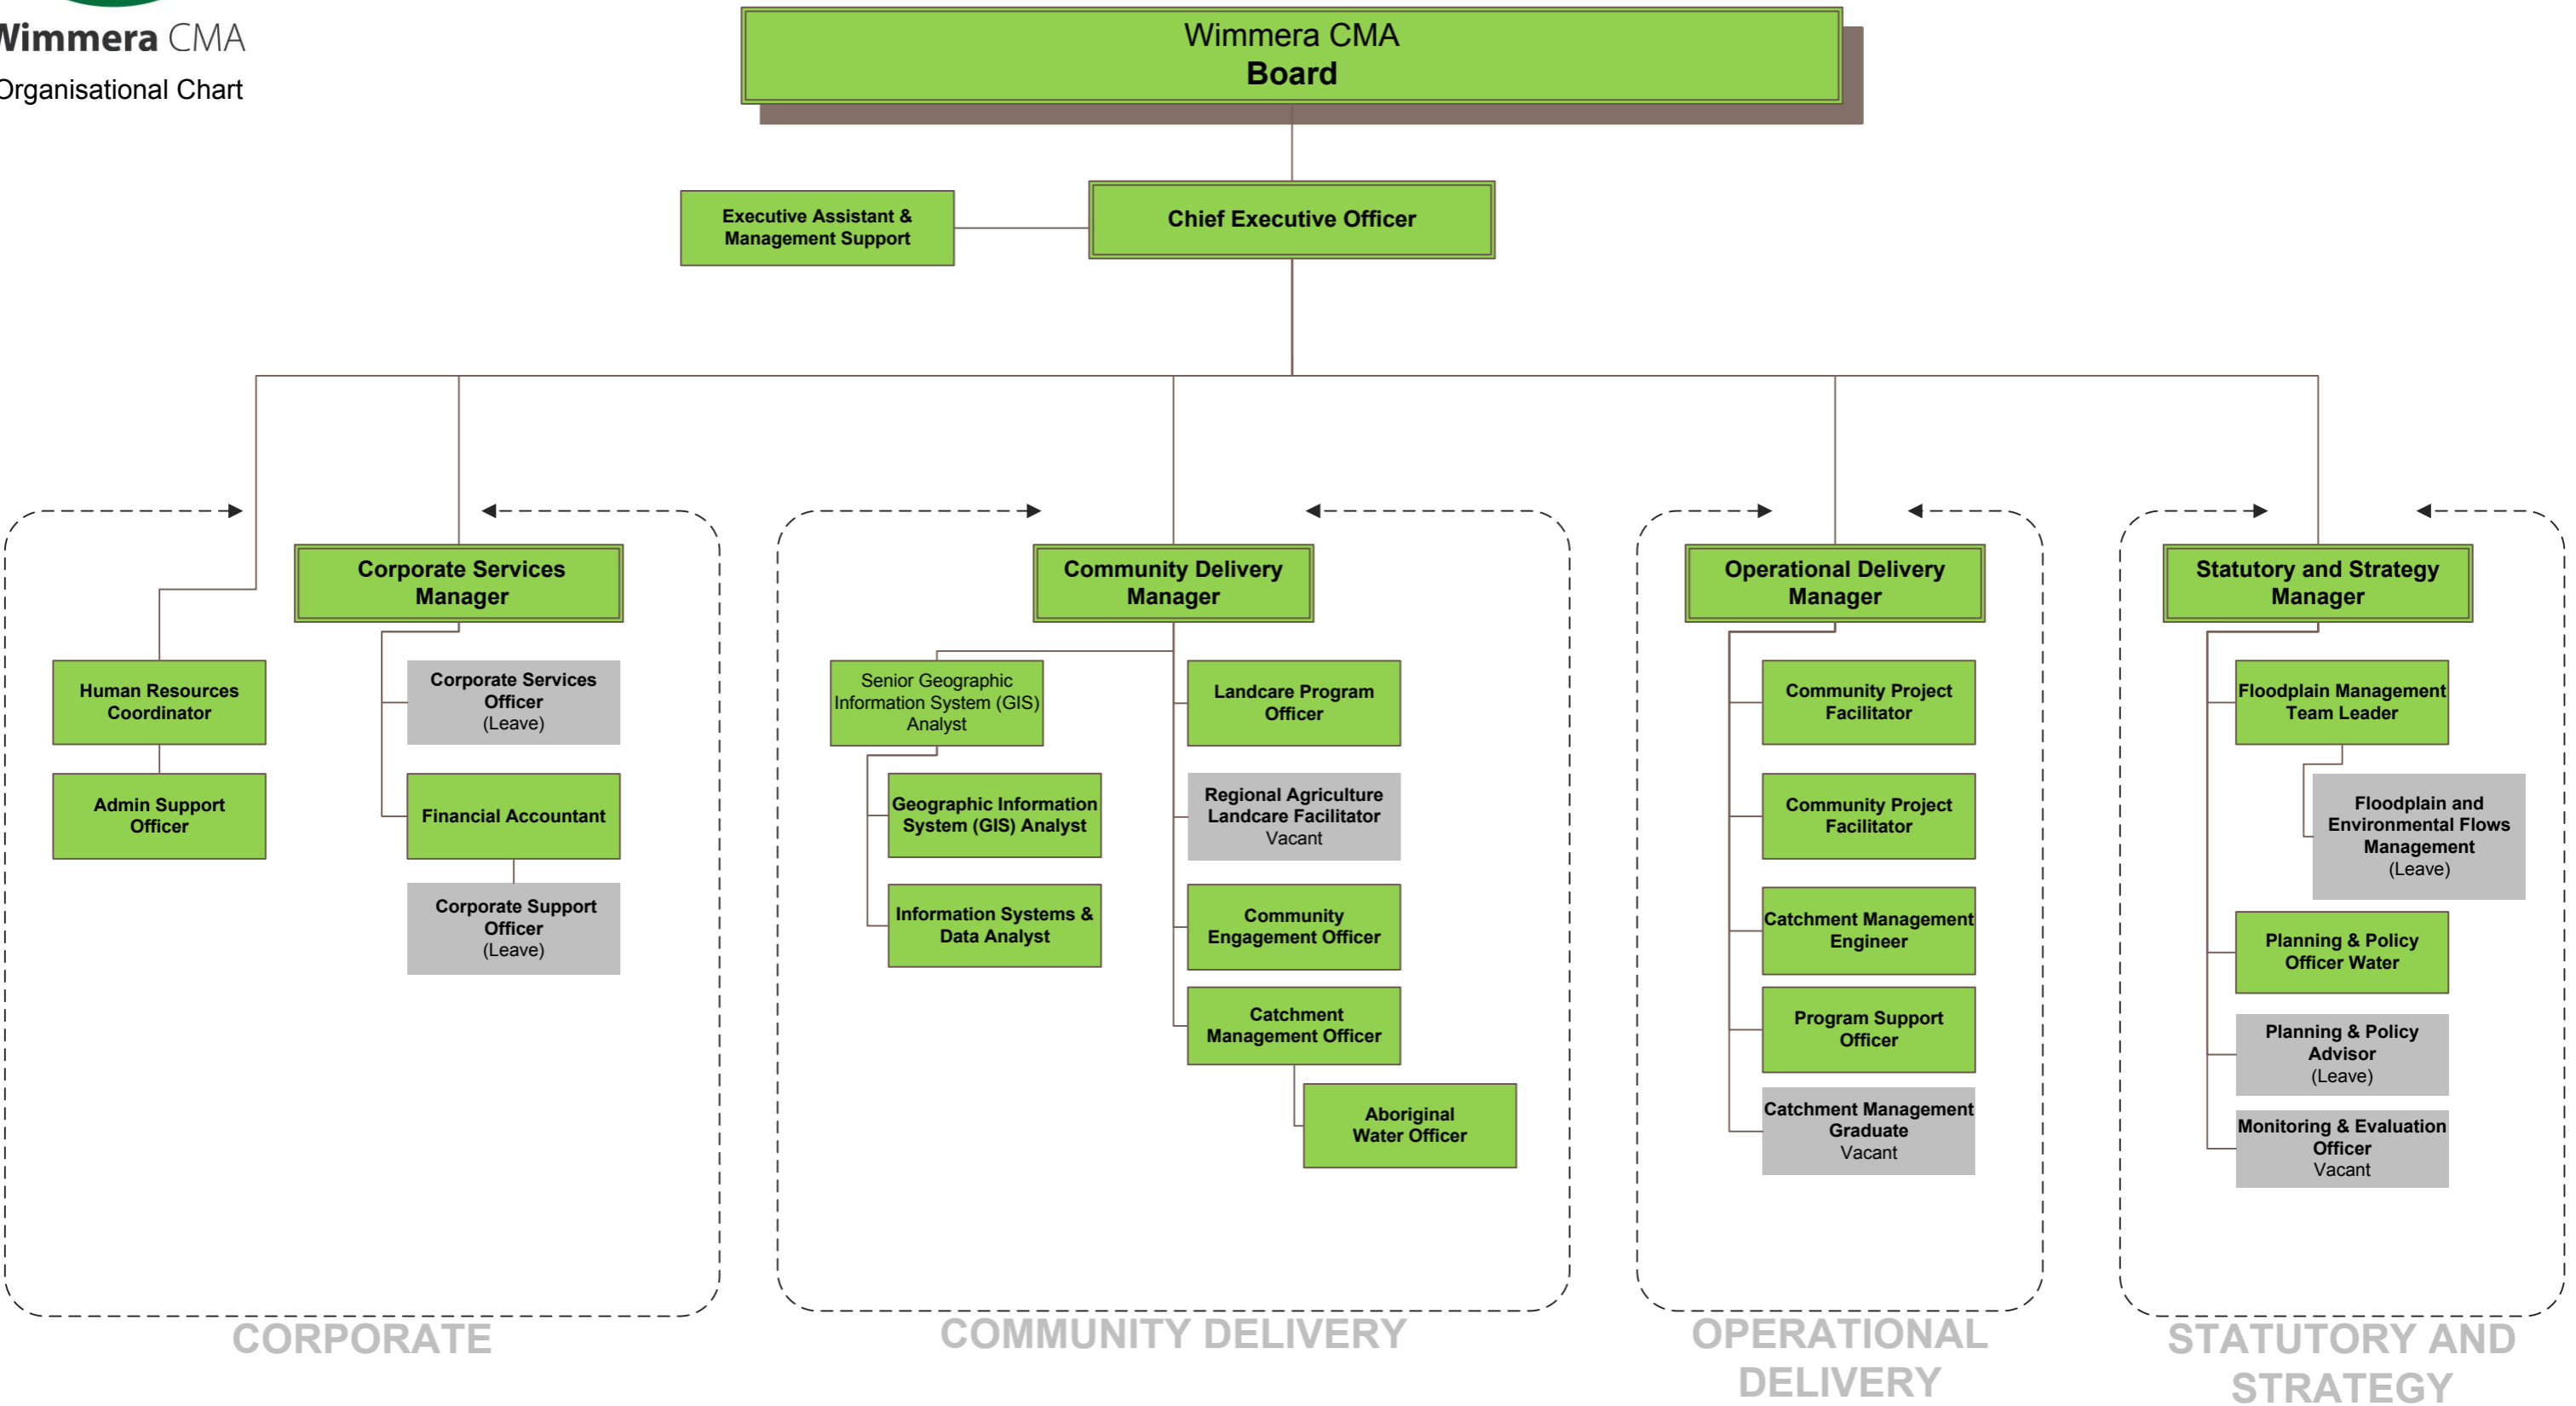 Wimmera CMA
Organisational Chart
Wimmera CMA
Board
Executive Assistant &
Management Support
Chief Executive Officer
Corporate Services
Manager
Human Resources
Coordinator
Admin Support
Officer
Corporate Services
Officer
(Leave)
Financial Accountant
Corporate Support
Officer
(Leave)
CORPORATE
Community Delivery
Manager
Senior Geographic
Information System (GIS)
Analyst
Geographic Information
System (GIS) Analyst
Information Systems &
Data Analyst
Landcare Program
Officer
Regional Agriculture
Landcare Facilitator
Vacant
Community
Engagement Officer
Catchment
Management Officer
Aboriginal
Water Officer
COMMUNITY DELIVERY
Operational Delivery
Manager
Community Project
Facilitator
Community Project
Facilitator
Catchment Management
Engineer
Program Support
Officer
Catchment Management
Graduate
Vacant
OPERATIONAL
DELIVERY
Statutory and Strategy
Manager
Floodplain Management
Team Leader
Floodplain and
Environmental Flows
Management
(Leave)
Planning & Policy
Officer Water
Planning & Policy
Advisor
(Leave)
Monitoring & Evaluation
Officer
Vacant
STATUTORY AND
STRATEGY